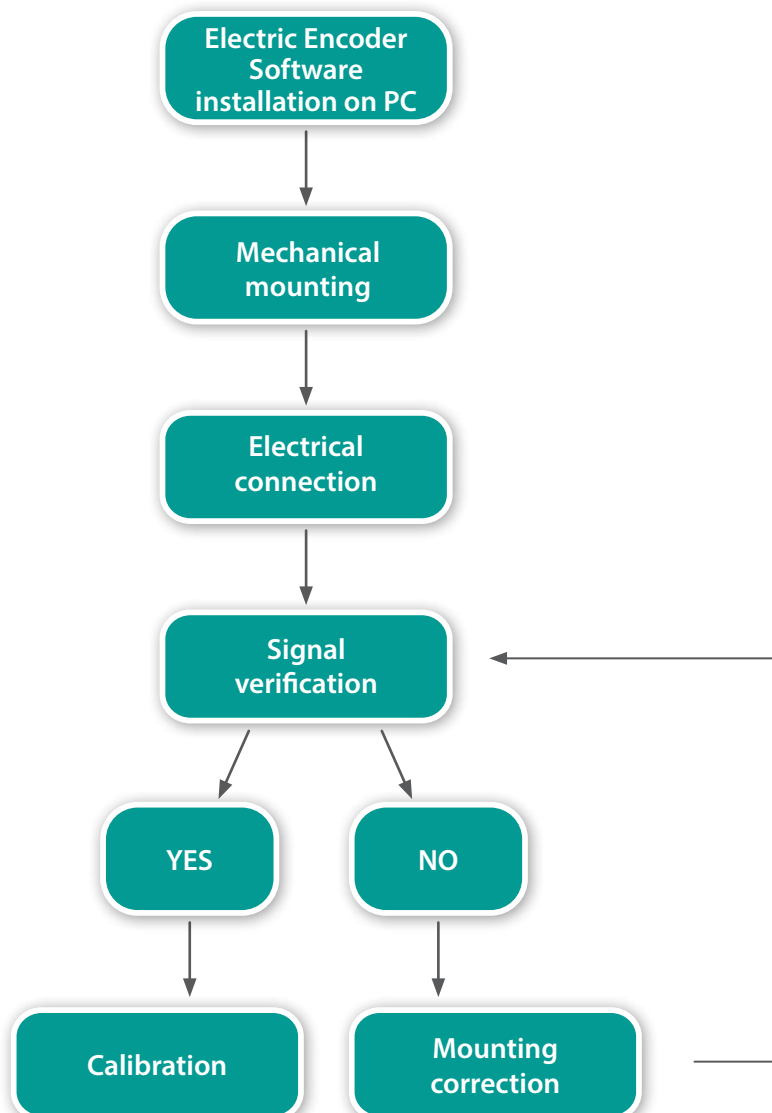 Electric Encoder
Software
installation on PC
Mechanical
mounting
Electrical
connection
Signal
verification
YES
NO
Calibration
Mounting
correction